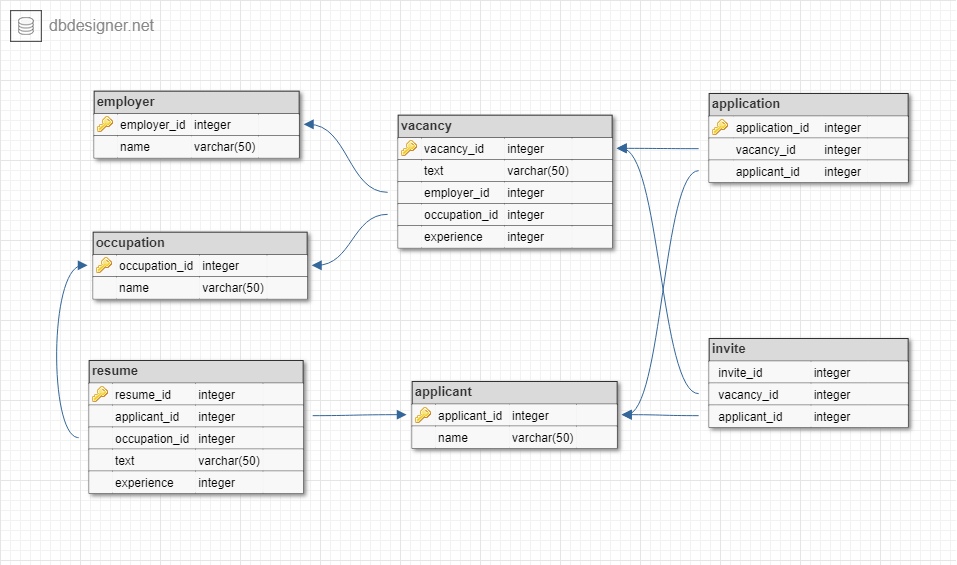 dbdesigner.net
employer
employer_id integer
name varchar(50)
occupation
occupation_id integer
name varchar(50)
resume
resume_id integer
applicant_id integer
occupation_id integer
text varchar(50)
experience integer
vacancy
vacancy_id integer
text varchar(50)
employer_id integer
occupation_id integer
experience integer
applicant
applicant_id integer
name varchar(50)
application
application_id integer
vacancy_id integer
applicant_id integer
invite
invite_id integer
vacancy_id integer
applicant_id integer